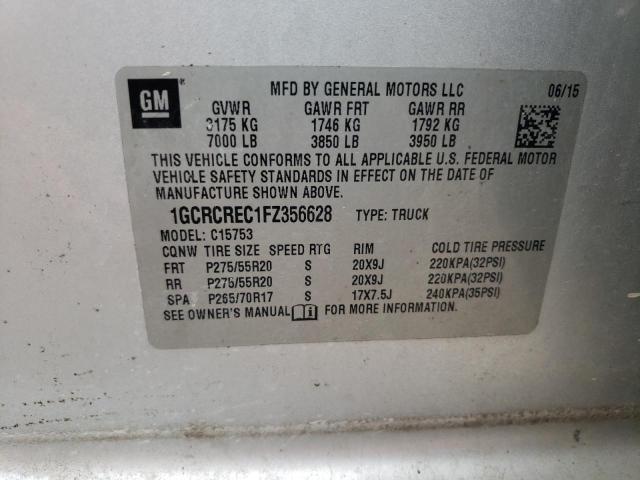 GM
MFD BY GENERAL MOTORS LLC 06/15
GVWR GAWR FRT GAWR RR
3175 KG 1746 KG 1792 KG
7000 LB 3850 LB 3950 LB
THIS VEHICLE CONFORMS TO ALL APPLICABLE U.S. FEDERAL MOTOR
VEHICLE SAFETY STANDARDS IN EFFECT ON THE DATE OF
MANUFACTURE SHOWN ABOVE.
1GCRCREC1FZ356628 TYPE: TRUCK
MODEL: C15753
CQNW TIRE SIZE SPEED RTG RIM COLD TIRE PRESSURE
FRT P275/55R20 S 20X9J 220KPA(32PSI)
RR P275/55R20 S 20X9J 220KPA(32PSI)
SPA P265/70R17 S 17X7.5J 240KPA(35PSI)
SEE OWNER'S MANUAL FOR MORE INFORMATION.